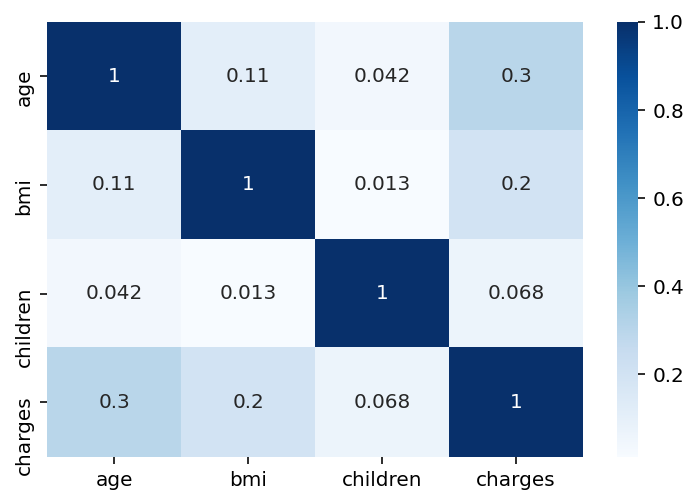 age 1 0.11 0.042 0.3
bmi 0.11 1 0.013 0.2
children 0.042 0.013 1 0.068
charges 0.3 0.2 0.068 1
age bmi children charges
1.0
0.8
0.6
0.4
0.2